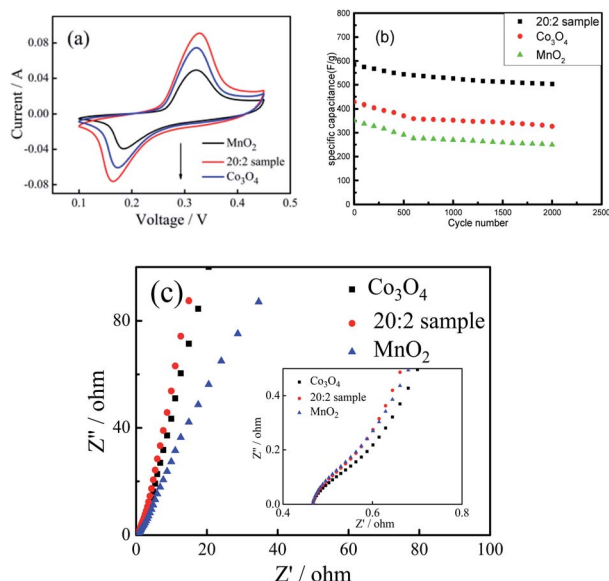 (a)
Current / A
0.08
0.04
0.00
-0.04
-0.08
MnO2
20:2 sample
Co3O4
0.1 0.2 0.3 0.4 0.5
Voltage / V
(b)
specific capacitance(F/g)
800
700
600
500
400
300
200
100
0
20:2 sample
Co3O4
MnO2
0 500 1000 1500 2000 2500
Cycle number
(c)
Z'' / ohm
80
40
0
Co3O4
20:2 sample
MnO2
Z'' / ohm
0.4
0.2
0.0
Co3O4
20:2 sample
MnO2
0.4 0.6 0.8
Z' / ohm
0 20 40 60 80 100
Z' / ohm